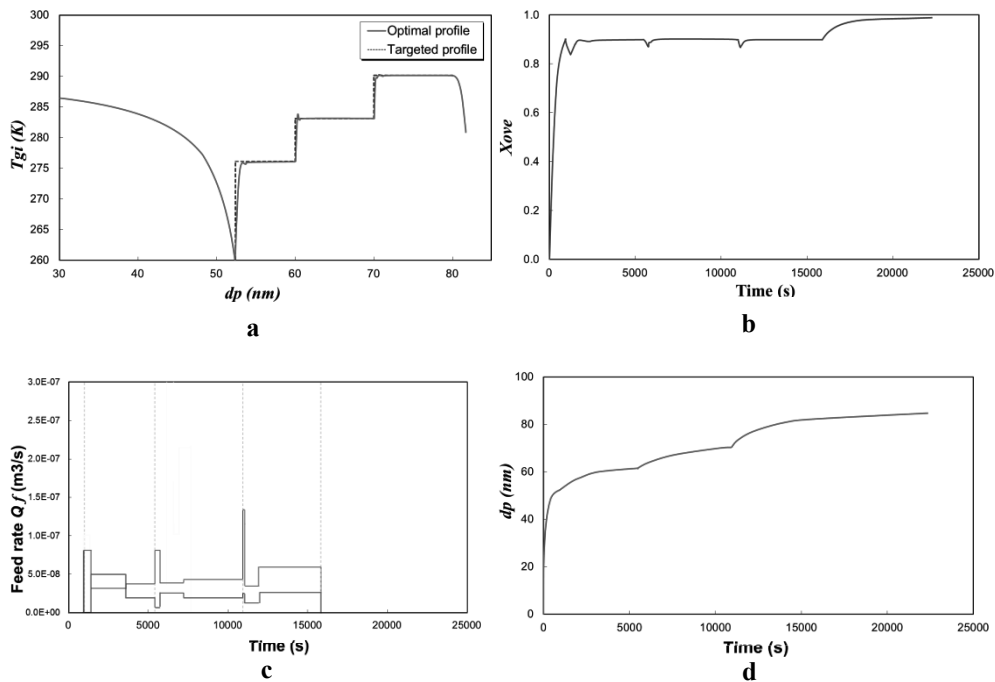 300
295
290
285
275
270
265
260
30
40
50
60
70
80
Tgi (K)
dp (nm)
Optimal profile
Targeted profile
a
1.0
0.8
0.6
0.4
0.2
0.0
0
5000
10000
15000
20000
25000
Xove
Time (s)
b
3.0E-07
2.5E-07
2.0E-07
1.5E-07
1.0E-07
5.0E-08
0.0E+00
0
5000
10000
15000
20000
25000
Feed rate Q f (m3/s)
Time (s)
c
100
80
60
40
20
0
0
5000
10000
15000
20000
25000
dp (nm)
Time (s)
d